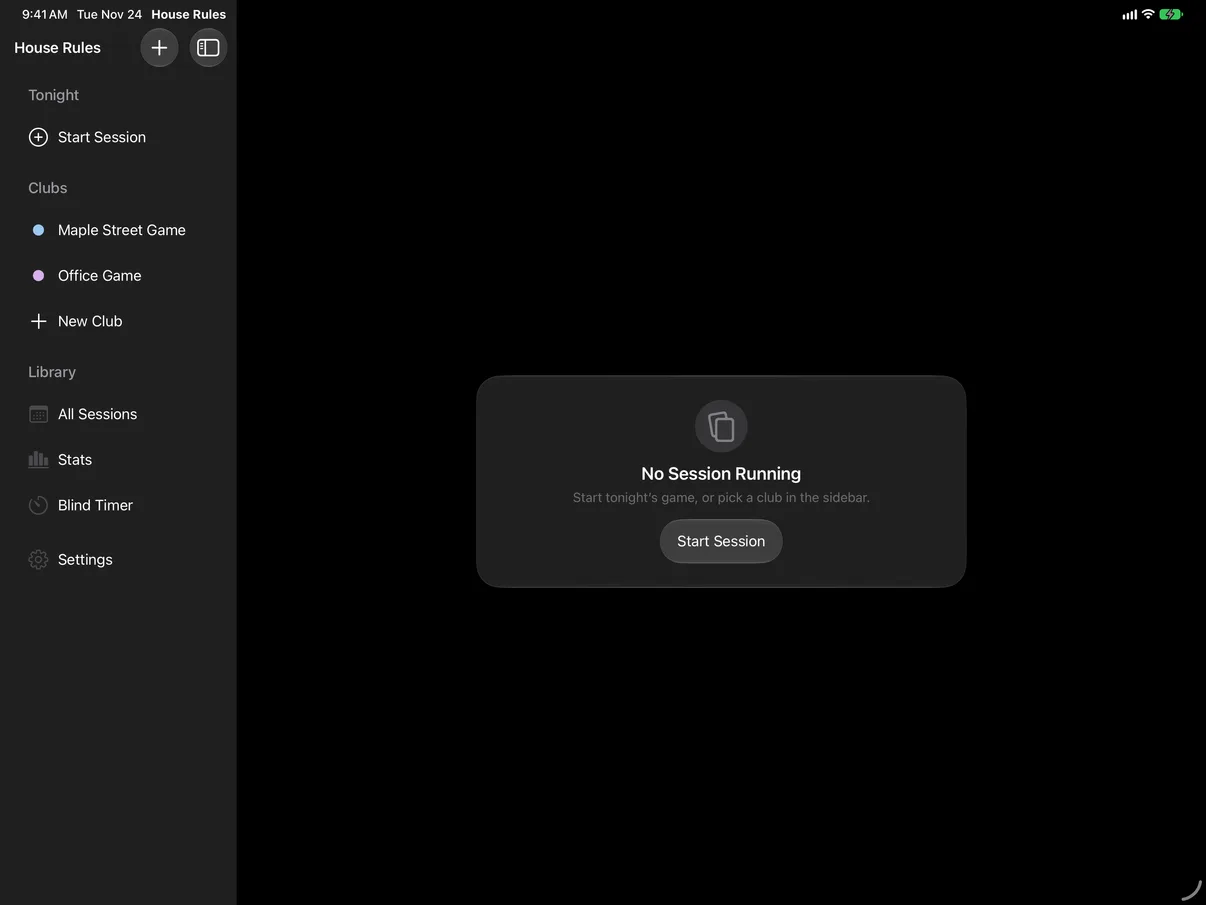 9:41 AM Tue Nov 24 House Rules
House Rules
Tonight
Start Session
Clubs
Maple Street Game
Office Game
New Club
Library
All Sessions
Stats
Blind Timer
Settings
No Session Running
Start tonight's game, or pick a club in the sidebar.
Start Session